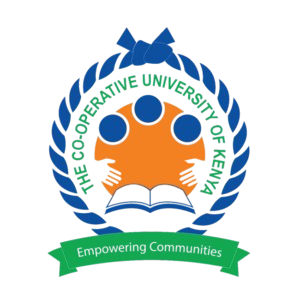 THE CO-OPERATIVE UNIVERSITY OF KENYA
Empowering Communities